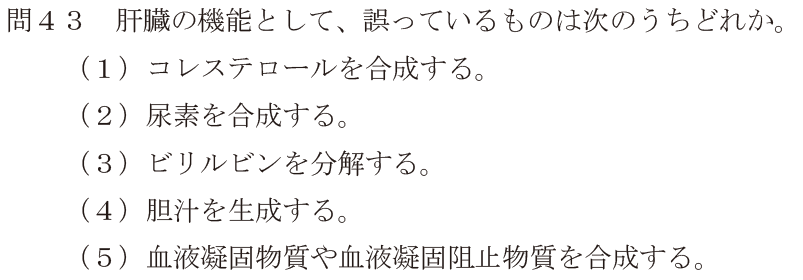 問４３　肝臓の機能として、誤っているものは次のうちどれか。
（１）コレステロールを合成する。
（２）尿素を合成する。
（３）ビリルビンを分解する。
（４）胆汁を生成する。
（５）血液凝固物質や血液凝固阻止物質を合成する。